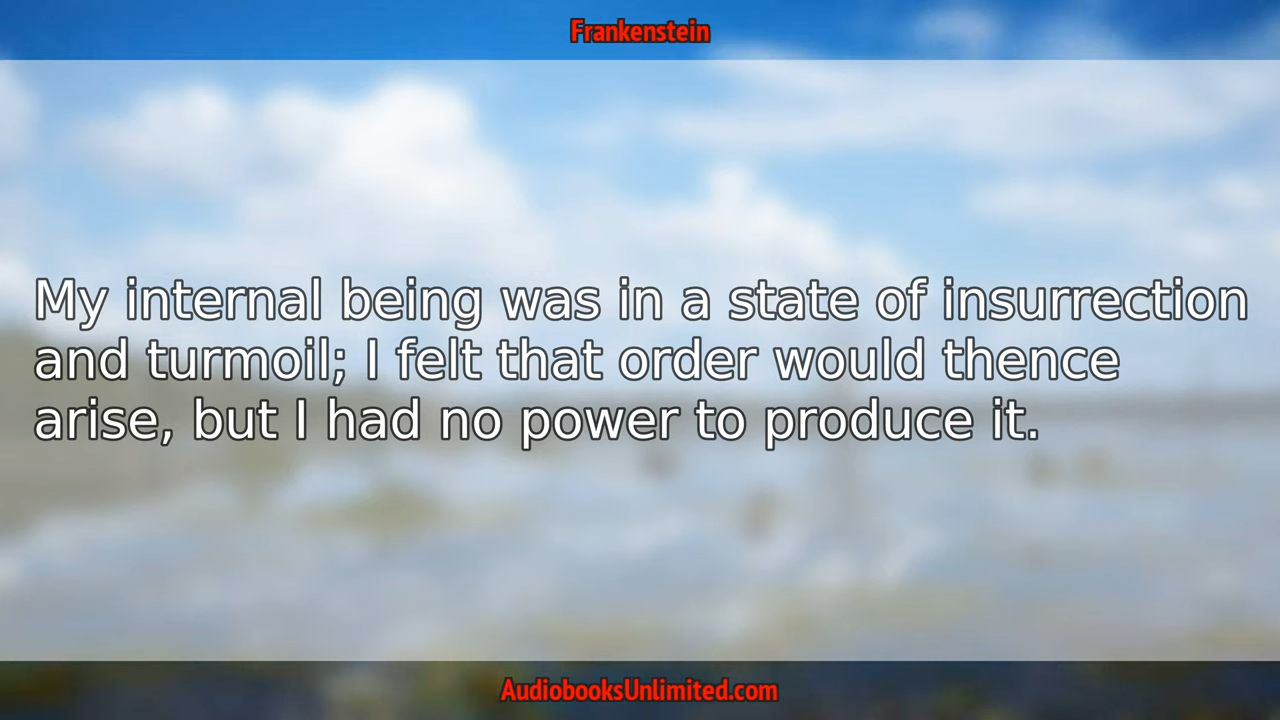 Frankenstein
My internal being was in a state of insurrection
and turmoil; I felt that order would thence
arise, but I had no power to produce it.
AudiobooksUnlimited.com